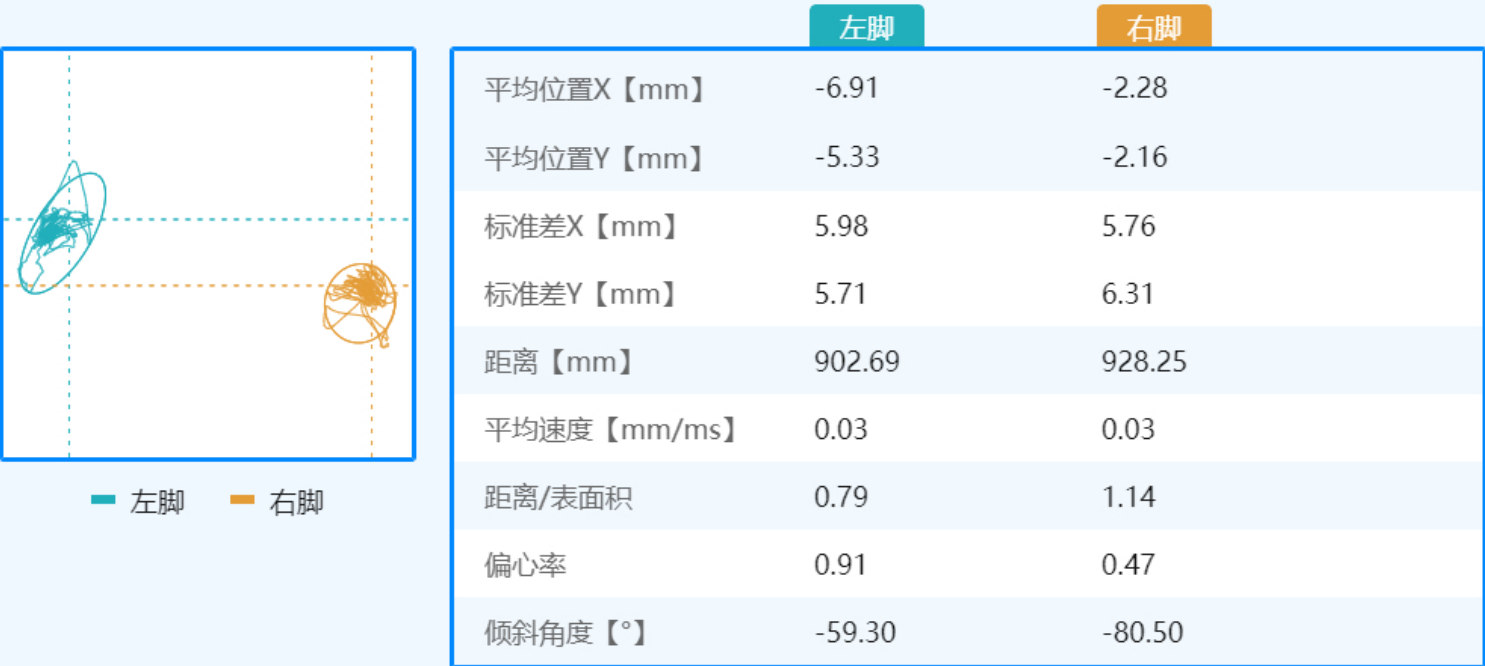 左脚 右脚
平均位置X【mm】 -6.91 -2.28
平均位置Y【mm】 -5.33 -2.16
标准差X【mm】 5.98 5.76
标准差Y【mm】 5.71 6.31
距离【mm】 902.69 928.25
平均速度【mm/ms】 0.03 0.03
距离/表面积 0.79 1.14
偏心率 0.91 0.47
倾斜角度【°】 -59.30 -80.50
左脚 右脚